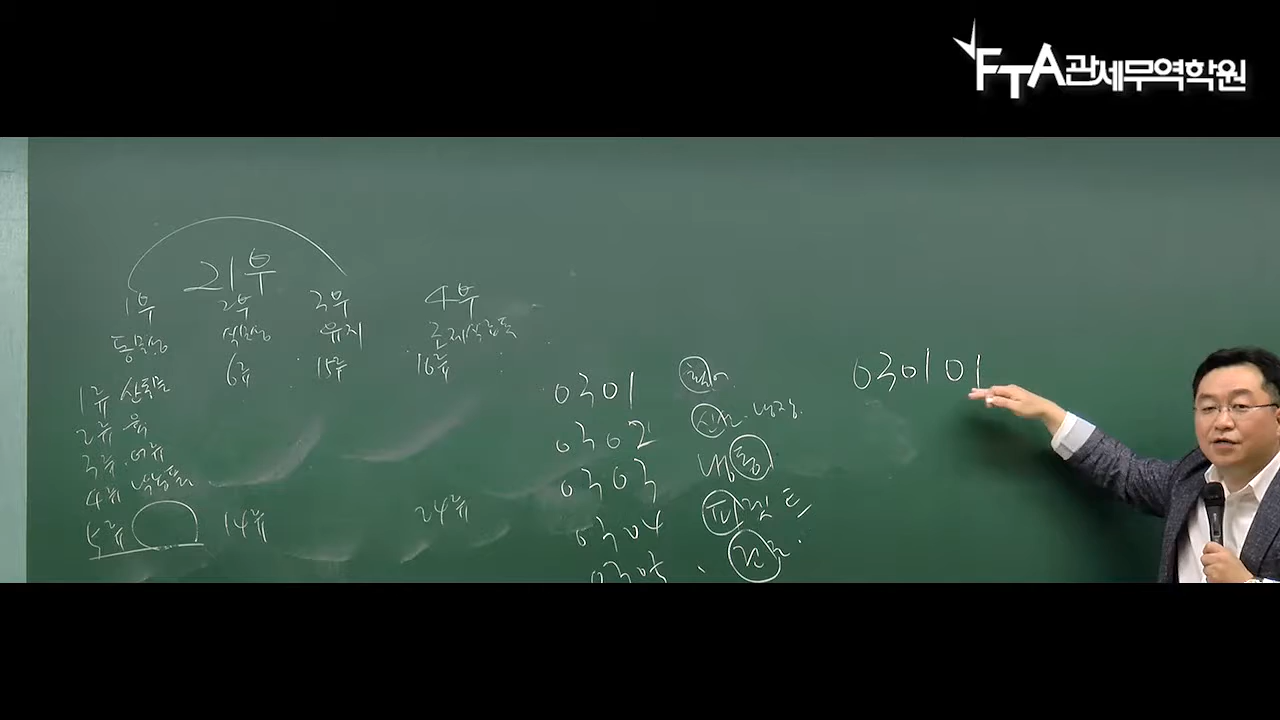 FTA관세무역학원
21부
1부 2부 3부 4부
동물성 식물성 유지 조제식료품
6류 15류 16류
1류 산동물
2류 육
3류 어류
4류 낙농품
5류 14류 24류
0301 활어
0302 신선·냉장
0303 냉동
0304 필렛 등
0305 건조
030101